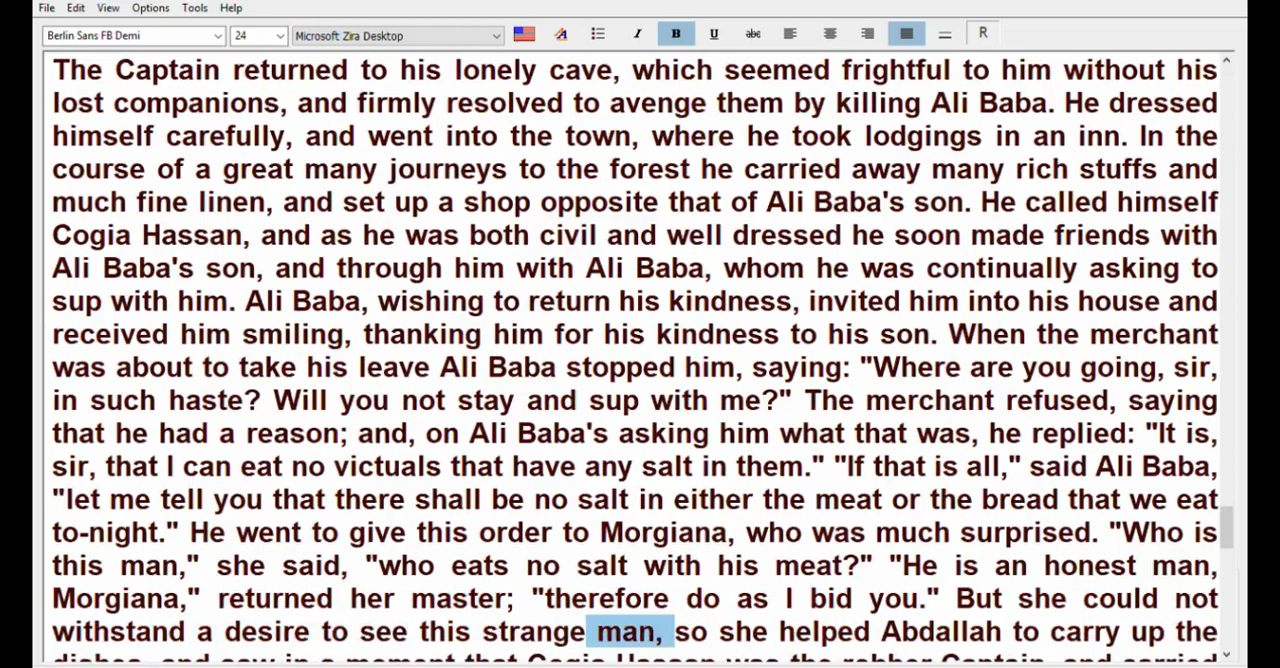 File Edit View Options Tools Help
Berlin Sans FB Demi 24 Microsoft Zira Desktop I B U abc R
The Captain returned to his lonely cave, which seemed frightful to him without his
lost companions, and firmly resolved to avenge them by killing Ali Baba. He dressed
himself carefully, and went into the town, where he took lodgings in an inn. In the
course of a great many journeys to the forest he carried away many rich stuffs and
much fine linen, and set up a shop opposite that of Ali Baba's son. He called himself
Cogia Hassan, and as he was both civil and well dressed he soon made friends with
Ali Baba's son, and through him with Ali Baba, whom he was continually asking to
sup with him. Ali Baba, wishing to return his kindness, invited him into his house and
received him smiling, thanking him for his kindness to his son. When the merchant
was about to take his leave Ali Baba stopped him, saying: "Where are you going, sir,
in such haste? Will you not stay and sup with me?" The merchant refused, saying
that he had a reason; and, on Ali Baba's asking him what that was, he replied: "It is,
sir, that I can eat no victuals that have any salt in them." "If that is all," said Ali Baba,
"let me tell you that there shall be no salt in either the meat or the bread that we eat
to-night." He went to give this order to Morgiana, who was much surprised. "Who is
this man," she said, "who eats no salt with his meat?" "He is an honest man,
Morgiana," returned her master; "therefore do as I bid you." But she could not
withstand a desire to see this strange man, so she helped Abdallah to carry up the
dishes, and saw in a moment that Cogia Hassan was the robber Captain, and carried